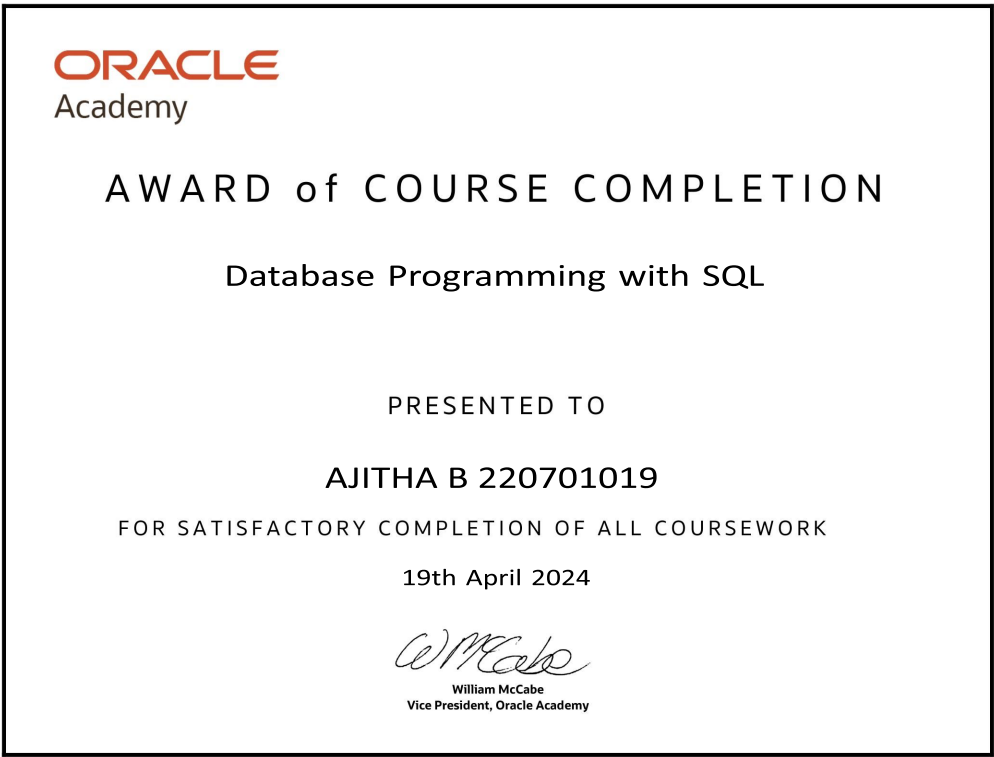 ORACLE
Academy
AWARD of COURSE COMPLETION
Database Programming with SQL
PRESENTED TO
AJITHA B 220701019
FOR SATISFACTORY COMPLETION OF ALL COURSEWORK
19th April 2024
W McCabe
William McCabe
Vice President, Oracle Academy